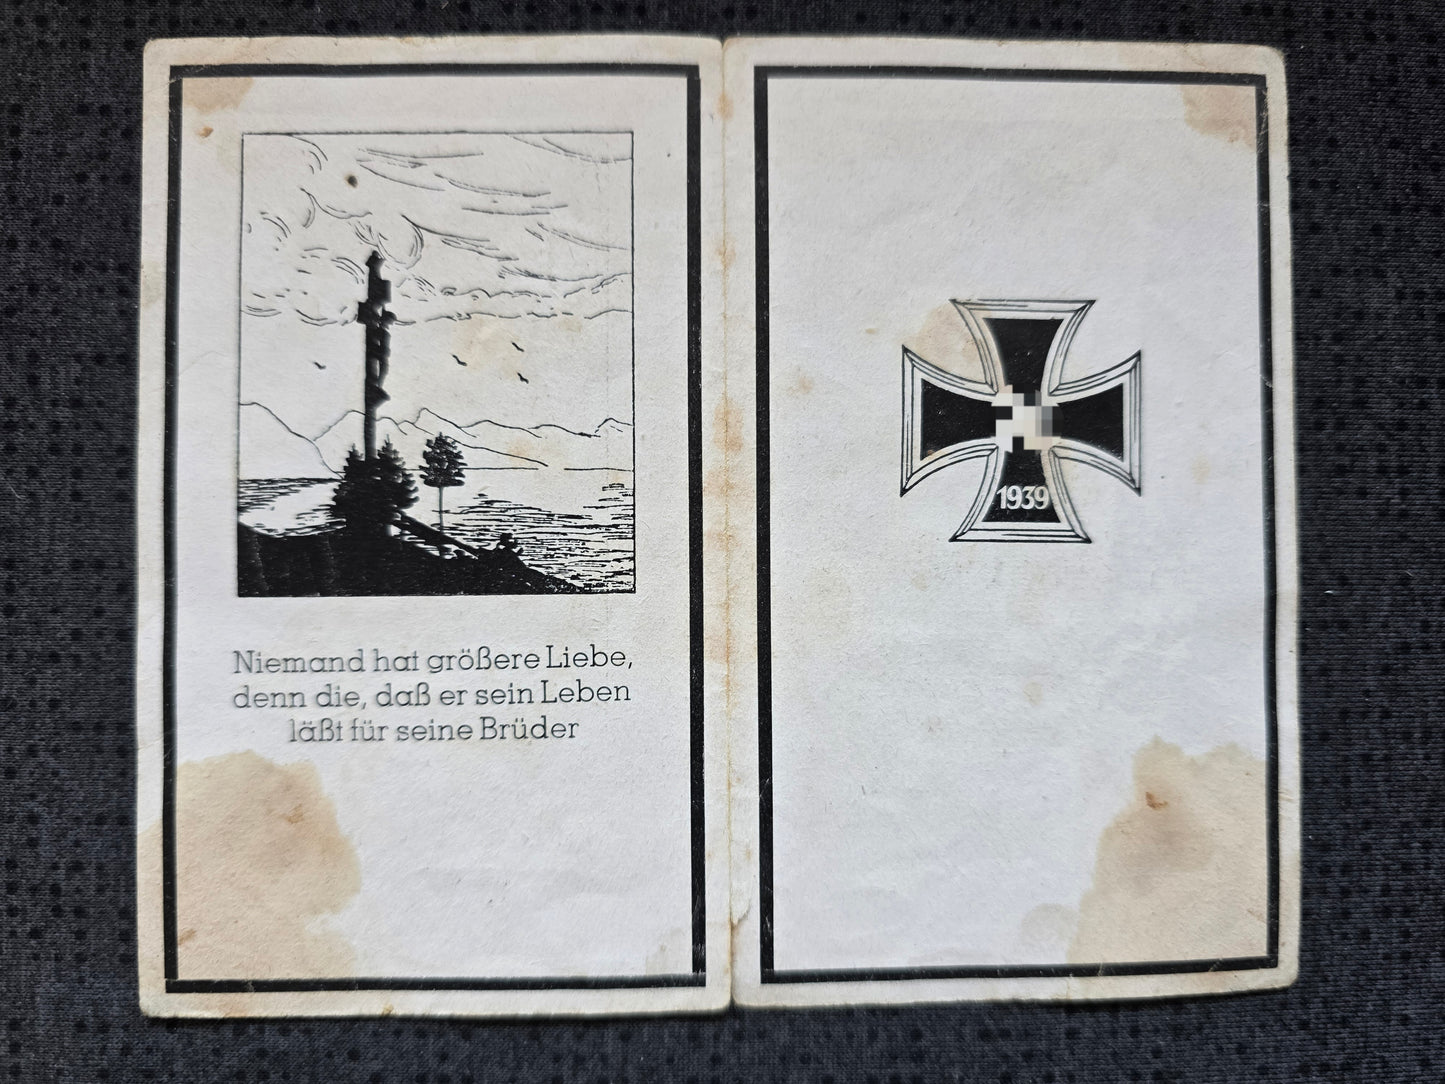 Niemand hat größere Liebe,
denn die, daß er sein Leben
läßt für seine Brüder
1939